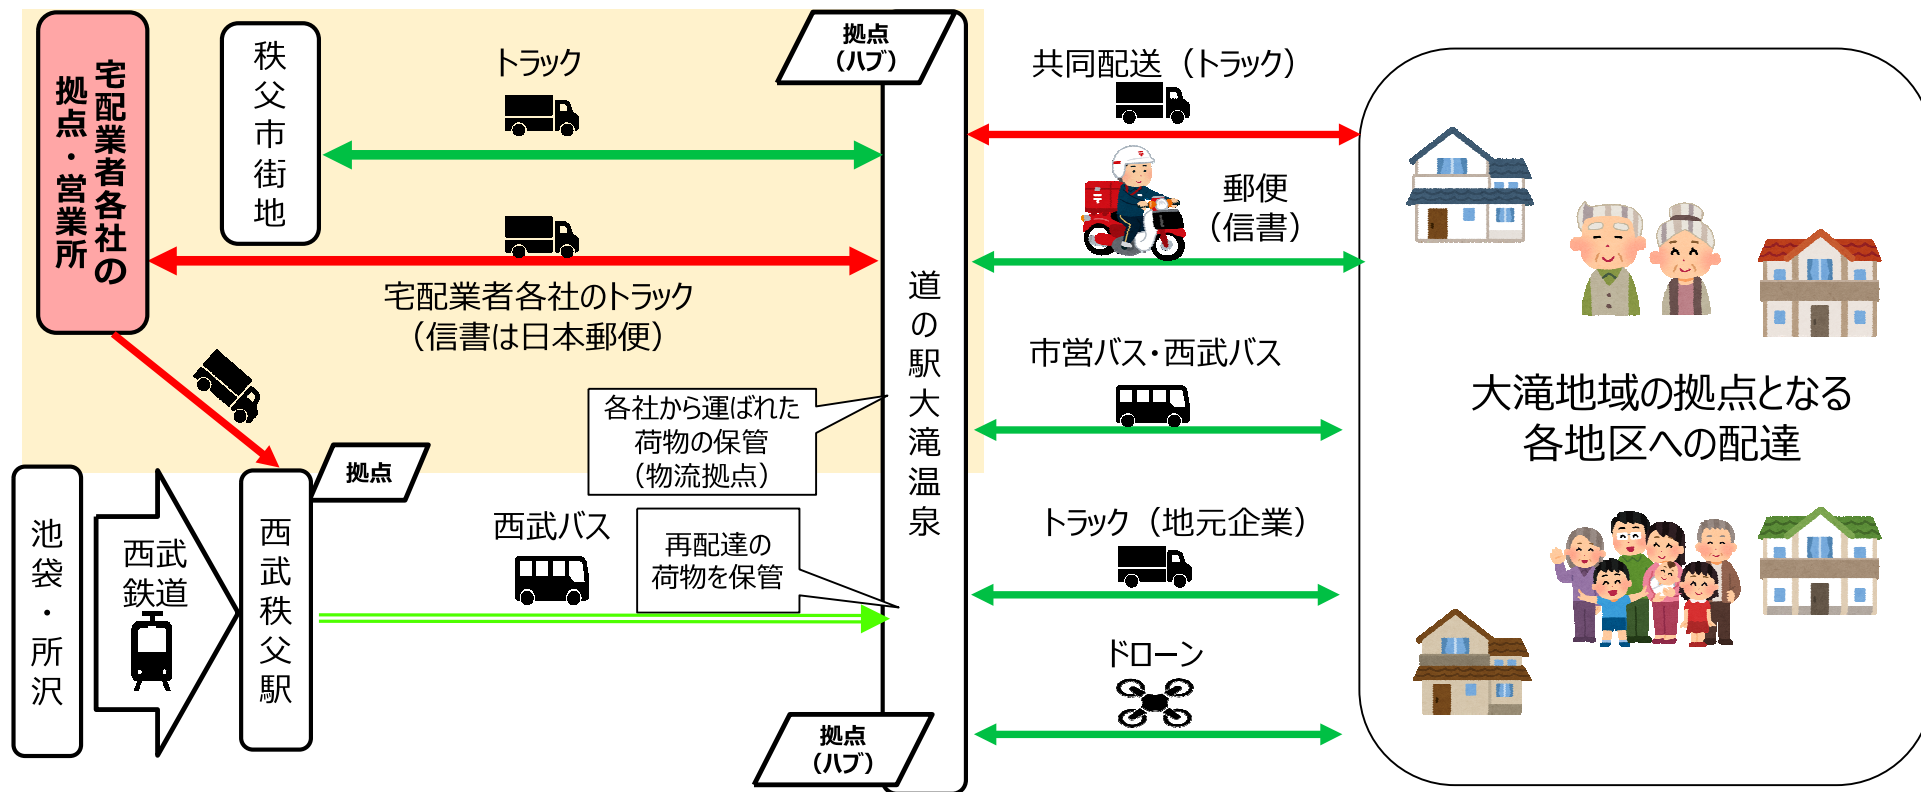 宅配業者各社の
拠点・営業所
秩父市街地
トラック
拠点
（ハブ）
宅配業者各社のトラック
（信書は日本郵便）
各社から運ばれた
荷物の保管
（物流拠点）
道の駅大滝温泉
共同配送（トラック）
郵便
（信書）
市営バス・西武バス
トラック（地元企業）
ドローン
大滝地域の拠点となる
各地区への配達
池袋・所沢
西武
鉄道
西武秩父駅
拠点
西武バス
再配達の
荷物を保管
拠点
（ハブ）